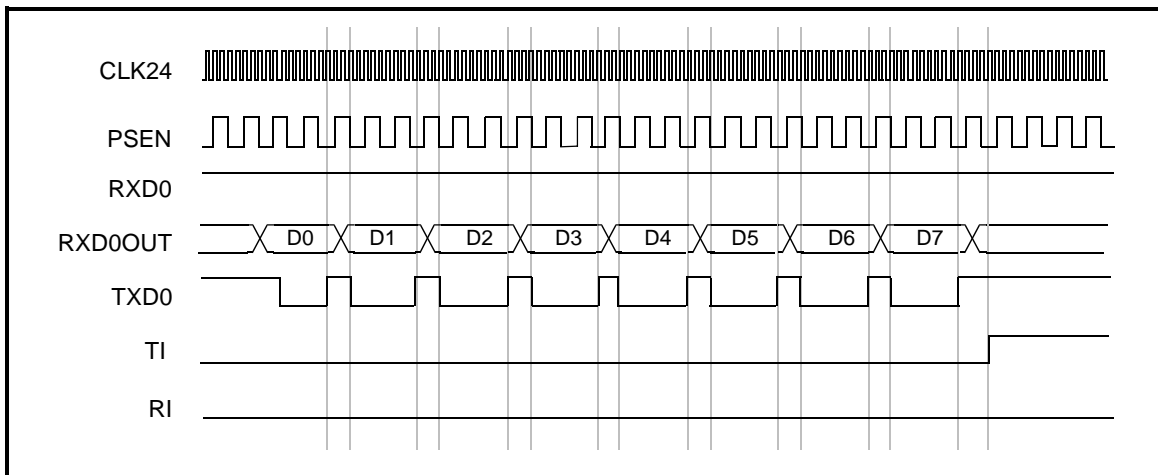 CLK24
PSEN
RXD0
RXD0OUT D0 D1 D2 D3 D4 D5 D6 D7
TXD0
TI
RI